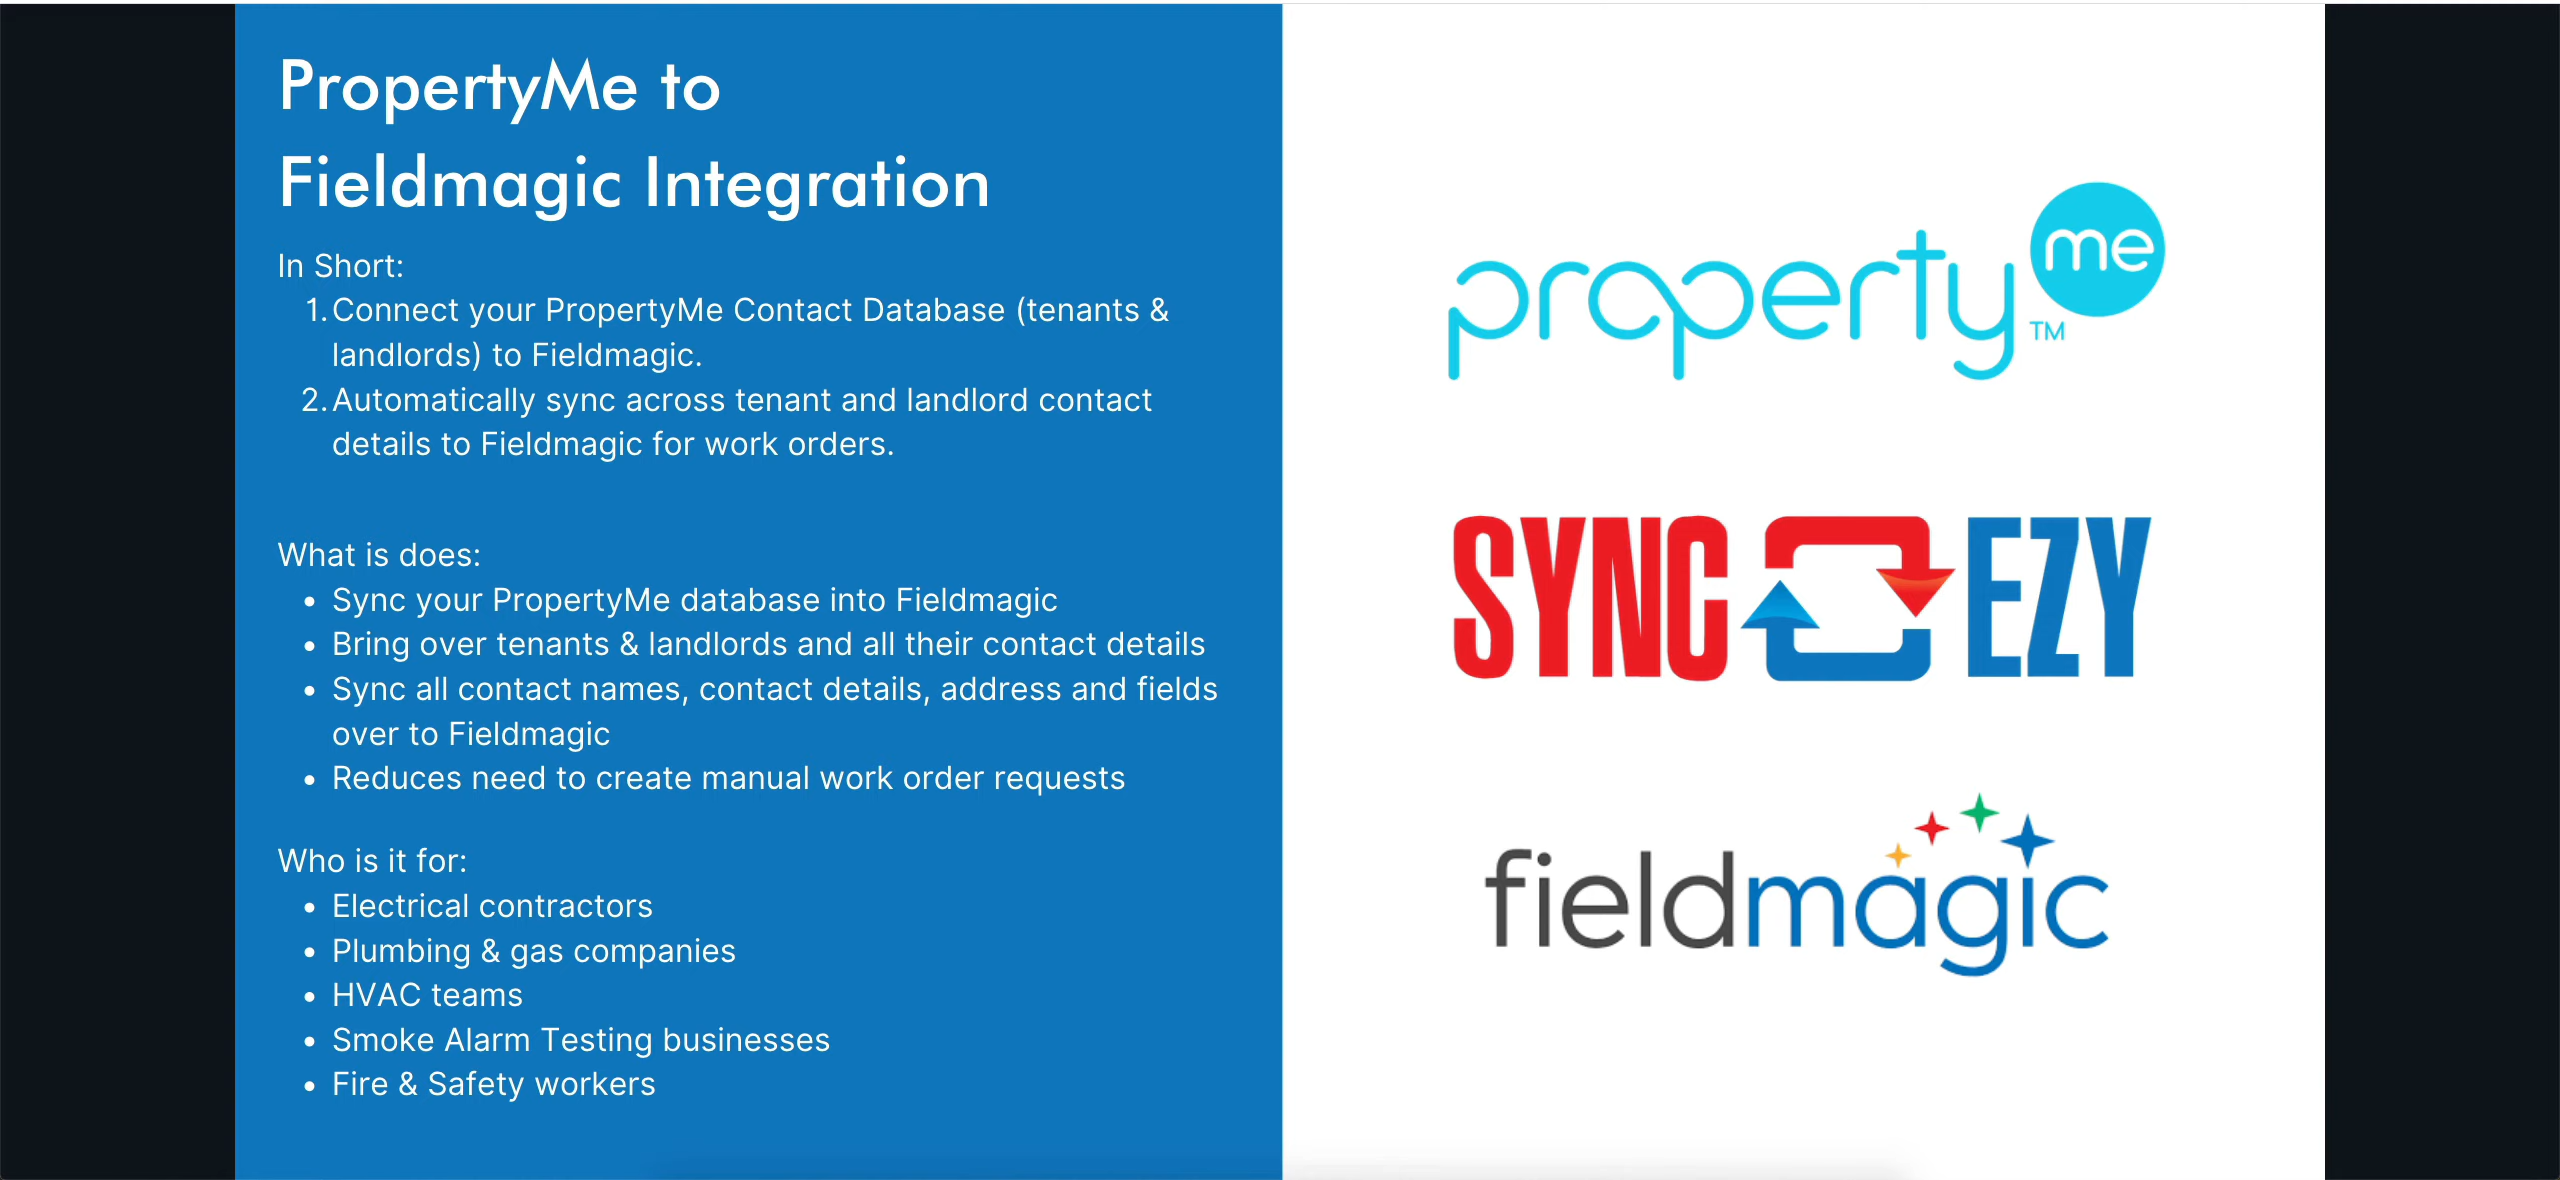 PropertyMe to
Fieldmagic Integration
In Short:
1. Connect your PropertyMe Contact Database (tenants &
landlords) to Fieldmagic.
2. Automatically sync across tenant and landlord contact
details to Fieldmagic for work orders.
What is does:
• Sync your PropertyMe database into Fieldmagic
• Bring over tenants & landlords and all their contact details
• Sync all contact names, contact details, address and fields
over to Fieldmagic
• Reduces need to create manual work order requests
Who is it for:
• Electrical contractors
• Plumbing & gas companies
• HVAC teams
• Smoke Alarm Testing businesses
• Fire & Safety workers
property me TM
SYNC EZY
fieldmagic